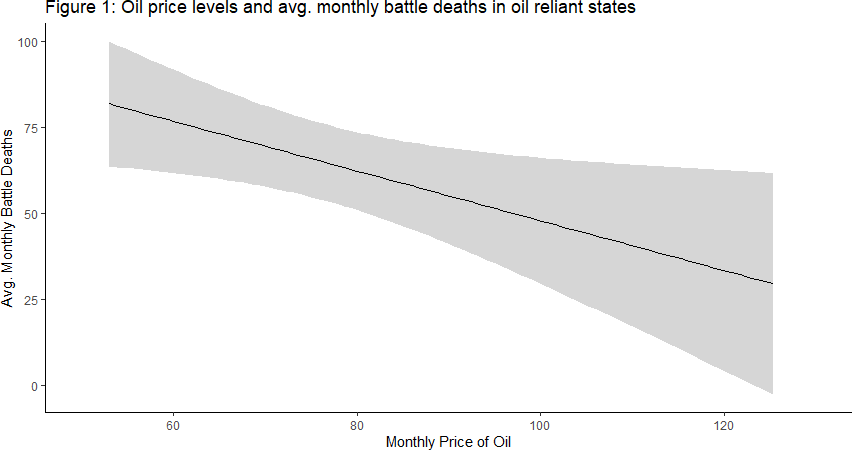 Figure 1: Oil price levels and avg. monthly battle deaths in oil reliant states
100
75
50
25
0
Avg. Monthly Battle Deaths
60 80 100 120
Monthly Price of Oil